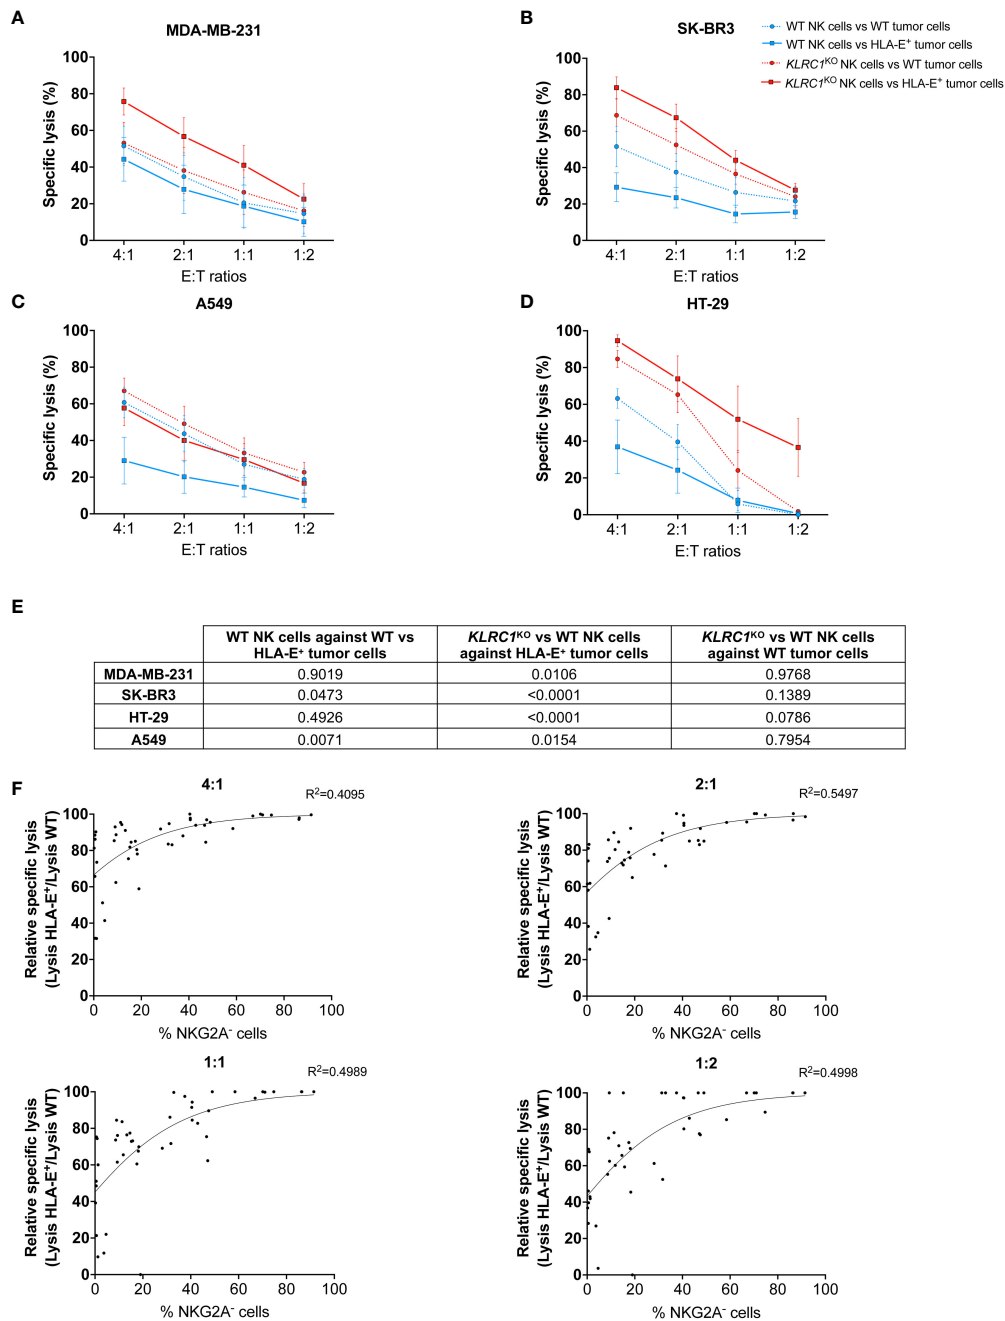 A
MDA-MB-231
Specific lysis (%)
100
80
60
40
20
0
4:1 2:1 1:1 1:2
E:T ratios
B
SK-BR3
Specific lysis (%)
100
80
60
40
20
0
4:1 2:1 1:1 1:2
E:T ratios
WT NK cells vs WT tumor cells
WT NK cells vs HLA-E+ tumor cells
KLRC1KO NK cells vs WT tumor cells
KLRC1KO NK cells vs HLA-E+ tumor cells
C
A549
Specific lysis (%)
100
80
60
40
20
0
4:1 2:1 1:1 1:2
E:T ratios
D
HT-29
Specific lysis (%)
100
80
60
40
20
0
4:1 2:1 1:1 1:2
E:T ratios
E
WT NK cells against WT vs HLA-E+ tumor cells KLRC1KO vs WT NK cells against HLA-E+ tumor cells KLRC1KO vs WT NK cells against WT tumor cells
MDA-MB-231 0.9019 0.0106 0.9768
SK-BR3 0.0473 <0.0001 0.1389
HT-29 0.4926 <0.0001 0.0786
A549 0.0071 0.0154 0.7954
F
4:1
R2=0.4095
Relative specific lysis
(Lysis HLA-E+/Lysis WT)
100
80
60
40
20
0
0 20 40 60 80 100
% NKG2A- cells
2:1
R2=0.5497
Relative specific lysis
(Lysis HLA-E+/Lysis WT)
100
80
60
40
20
0
0 20 40 60 80 100
% NKG2A- cells
1:1
R2=0.4989
Relative specific lysis
(Lysis HLA-E+/Lysis WT)
100
80
60
40
20
0
0 20 40 60 80 100
% NKG2A- cells
1:2
R2=0.4998
Relative specific lysis
(Lysis HLA-E+/Lysis WT)
100
80
60
40
20
0
0 20 40 60 80 100
% NKG2A- cells